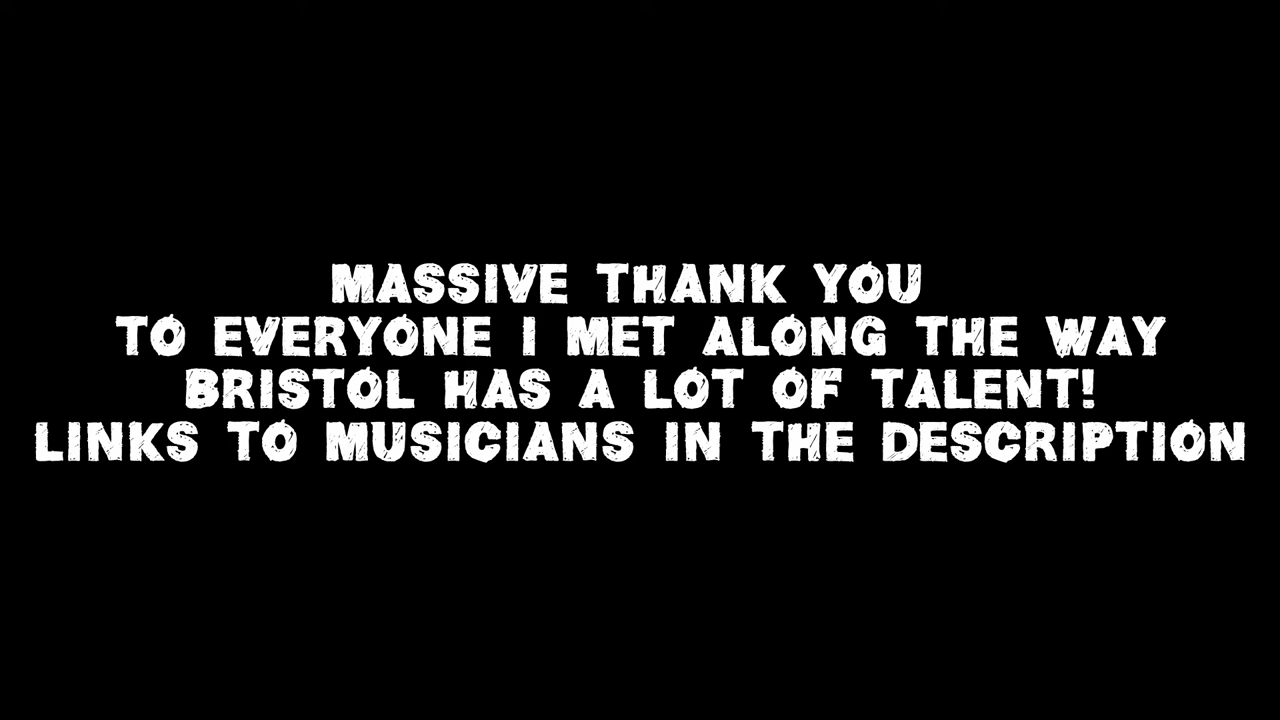 MASSIVE THANK YOU
TO EVERYONE I MET ALONG THE WAY
BRISTOL HAS A LOT OF TALENT!
LINKS TO MUSICIANS IN THE DESCRIPTION